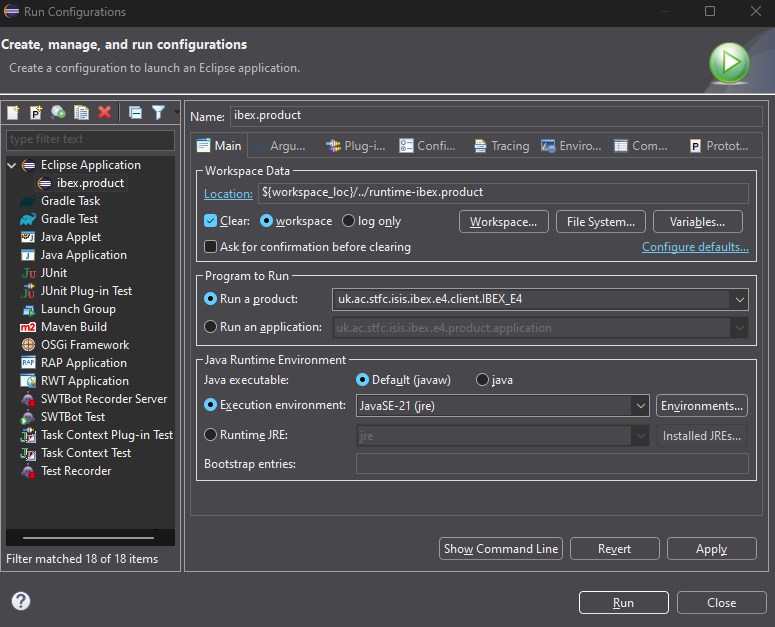 Run Configurations
Create, manage, and run configurations
Create a configuration to launch an Eclipse application.
type filter text
Eclipse Application
ibex.product
Gradle Task
Gradle Test
Java Applet
Java Application
JUnit
JUnit Plug-in Test
Launch Group
Maven Build
OSGi Framework
RAP Application
RWT Application
SWTBot Recorder Server
SWTBot Test
Task Context Plug-in Test
Task Context Test
Test Recorder
Filter matched 18 of 18 items
Name: ibex.product
Main Argu... Plug-i... Confi... Tracing Enviro... Com... Protot...
Workspace Data
Location: ${workspace_loc}/../runtime-ibex.product
Clear: workspace log only Workspace... File System... Variables...
Ask for confirmation before clearing Configure defaults...
Program to Run
Run a product: uk.ac.stfc.isis.ibex.e4.client.IBEX_E4
Run an application: uk.ac.stfc.isis.ibex.e4.product.application
Java Runtime Environment
Java executable: Default (javaw) java
Execution environment: JavaSE-21 (jre) Environments...
Runtime JRE: jre Installed JREs...
Bootstrap entries:
Show Command Line Revert Apply
Run Close